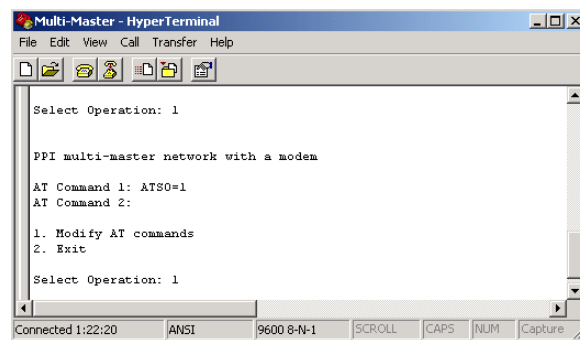 Multi-Master - HyperTerminal
File Edit View Call Transfer Help
Select Operation: 1
PPI multi-master network with a modem
AT Command 1: ATS0=1
AT Command 2:
1. Modify AT commands
2. Exit
Select Operation: 1
Connected 1:22:20 ANSI 9600 8-N-1 SCROLL CAPS NUM Capture